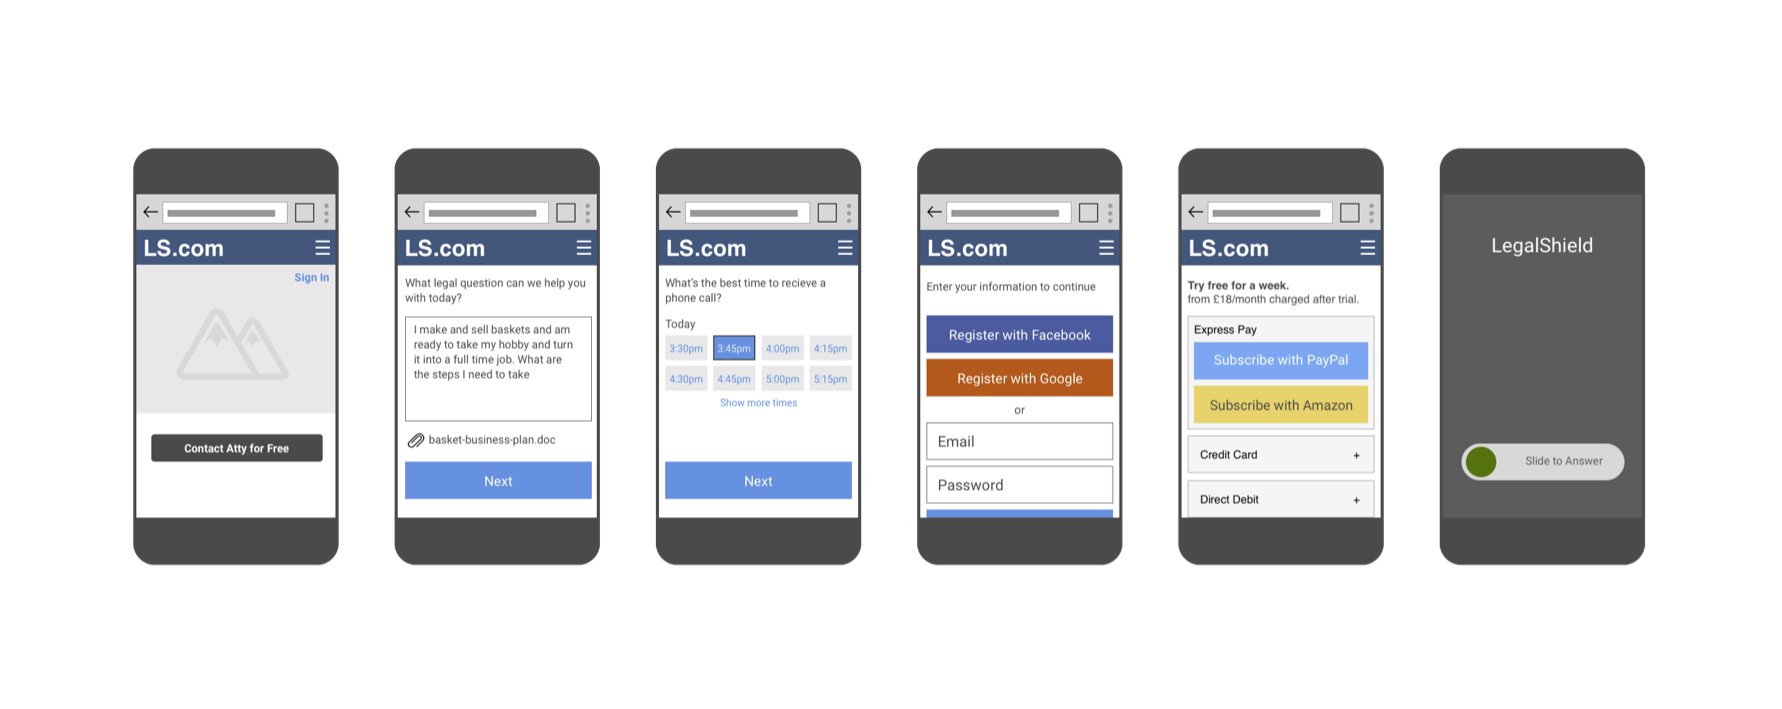 LS.com
Sign In
Contact Atty for Free
LS.com
What legal question can we help you
with today?
I make and sell baskets and am
ready to take my hobby and turn
it into a full time job. What are
the steps I need to take
basket-business-plan.doc
Next
LS.com
What's the best time to recieve a
phone call?
Today
3:30pm 3:45pm 4:00pm 4:15pm
4:30pm 4:45pm 5:00pm 5:15pm
Show more times
Next
LS.com
Enter your information to continue
Register with Facebook
Register with Google
or
Email
Password
LS.com
Try free for a week.
from £18/month charged after trial.
Express Pay
Subscribe with PayPal
Subscribe with Amazon
Credit Card +
Direct Debit +
LegalShield
Slide to Answer